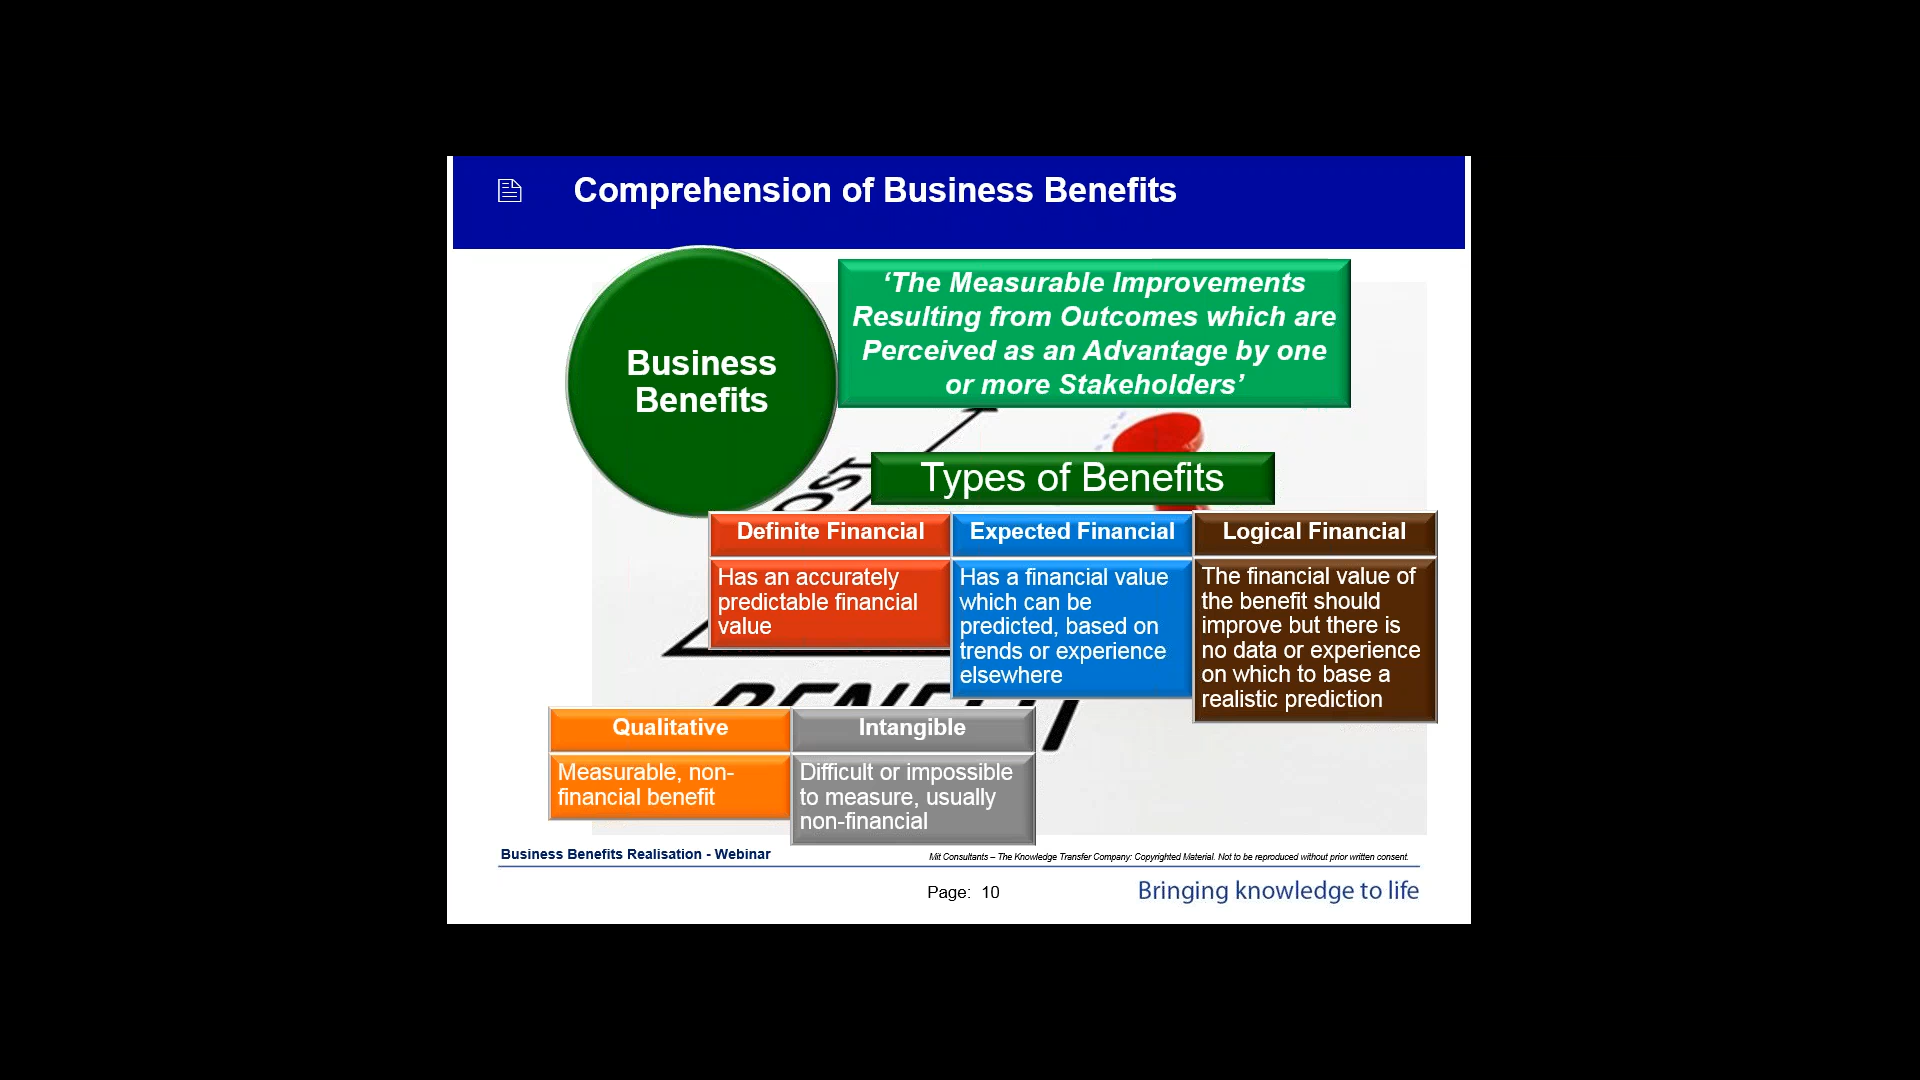 Comprehension of Business Benefits
Business
Benefits
‘The Measurable Improvements
Resulting from Outcomes which are
Perceived as an Advantage by one
or more Stakeholders’
OST
Types of Benefits
Definite Financial
Has an accurately
predictable financial
value
Expected Financial
Has a financial value
which can be
predicted, based on
trends or experience
elsewhere
Logical Financial
The financial value of
the benefit should
improve but there is
no data or experience
on which to base a
realistic prediction
BENEFIT
Qualitative
Measurable, non-
financial benefit
Intangible
Difficult or impossible
to measure, usually
non-financial
Business Benefits Realisation - Webinar
Mit Consultants – The Knowledge Transfer Company: Copyrighted Material. Not to be reproduced without prior written consent.
Page: 10
Bringing knowledge to life